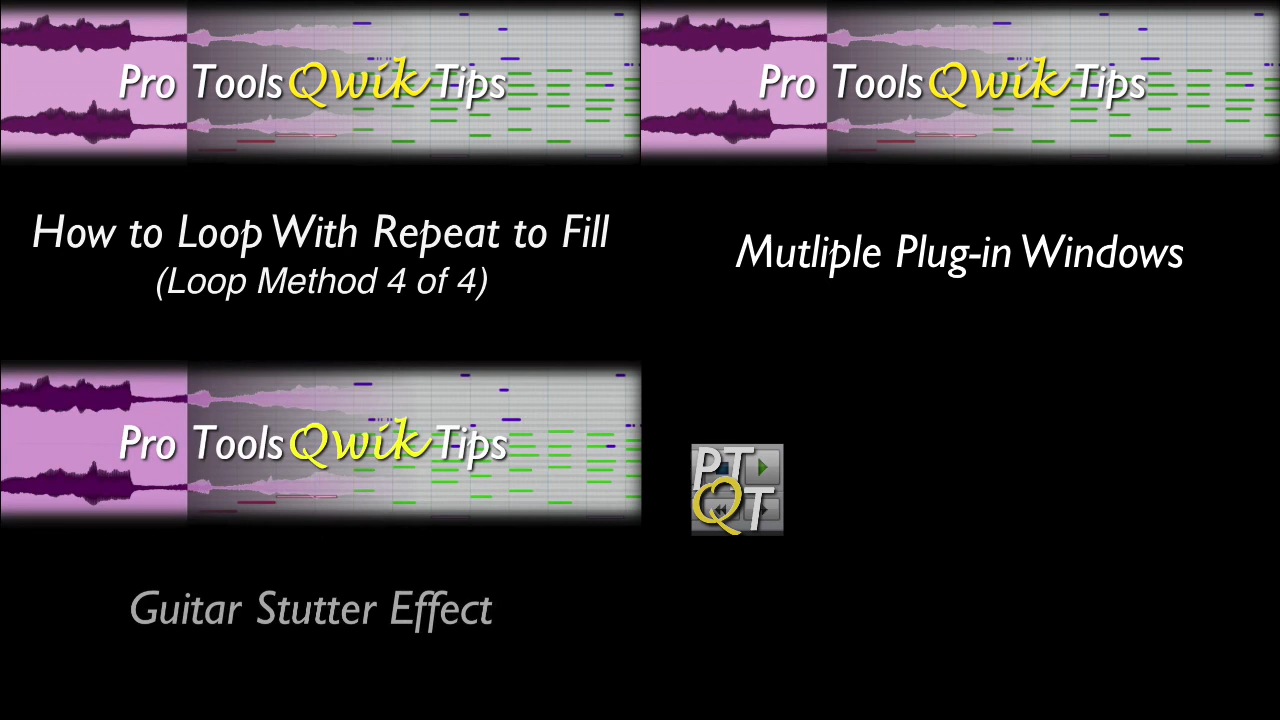 Pro Tools Qwik Tips
How to Loop With Repeat to Fill
(Loop Method 4 of 4)
Pro Tools Qwik Tips
Mutliple Plug-in Windows
Pro Tools Qwik Tips
Guitar Stutter Effect
PT
QT